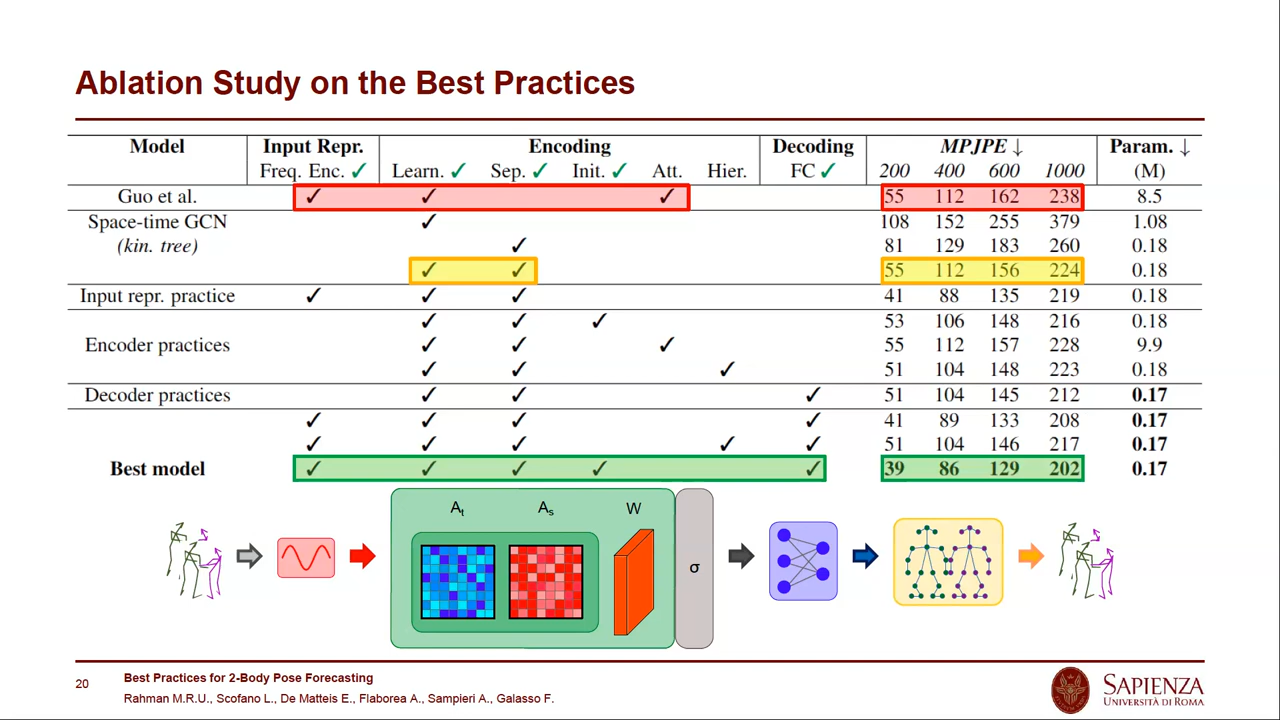 Ablation Study on the Best Practices
Model Input Repr. Encoding Decoding MPJPE ↓ Param. ↓
Freq. Enc. ✓ Learn. ✓ Sep. ✓ Init. ✓ Att. Hier. FC ✓ 200 400 600 1000 (M)
Guo et al. ✓ ✓ ✓ 55 112 162 238 8.5
Space-time GCN ✓ 108 152 255 379 1.08
(kin. tree) ✓ 81 129 183 260 0.18
✓ ✓ 55 112 156 224 0.18
Input repr. practice ✓ ✓ ✓ 41 88 135 219 0.18
✓ ✓ ✓ 53 106 148 216 0.18
Encoder practices ✓ ✓ ✓ 55 112 157 228 9.9
✓ ✓ ✓ 51 104 148 223 0.18
Decoder practices ✓ ✓ ✓ 51 104 145 212 0.17
✓ ✓ ✓ ✓ 41 89 133 208 0.17
✓ ✓ ✓ ✓ ✓ 51 104 146 217 0.17
Best model ✓ ✓ ✓ ✓ ✓ 39 86 129 202 0.17
At As W
σ
20 Best Practices for 2-Body Pose Forecasting
Rahman M.R.U., Scofano L., De Matteis E., Flaborea A., Sampieri A., Galasso F.
SAPIENZA
UNIVERSITÀ DI ROMA